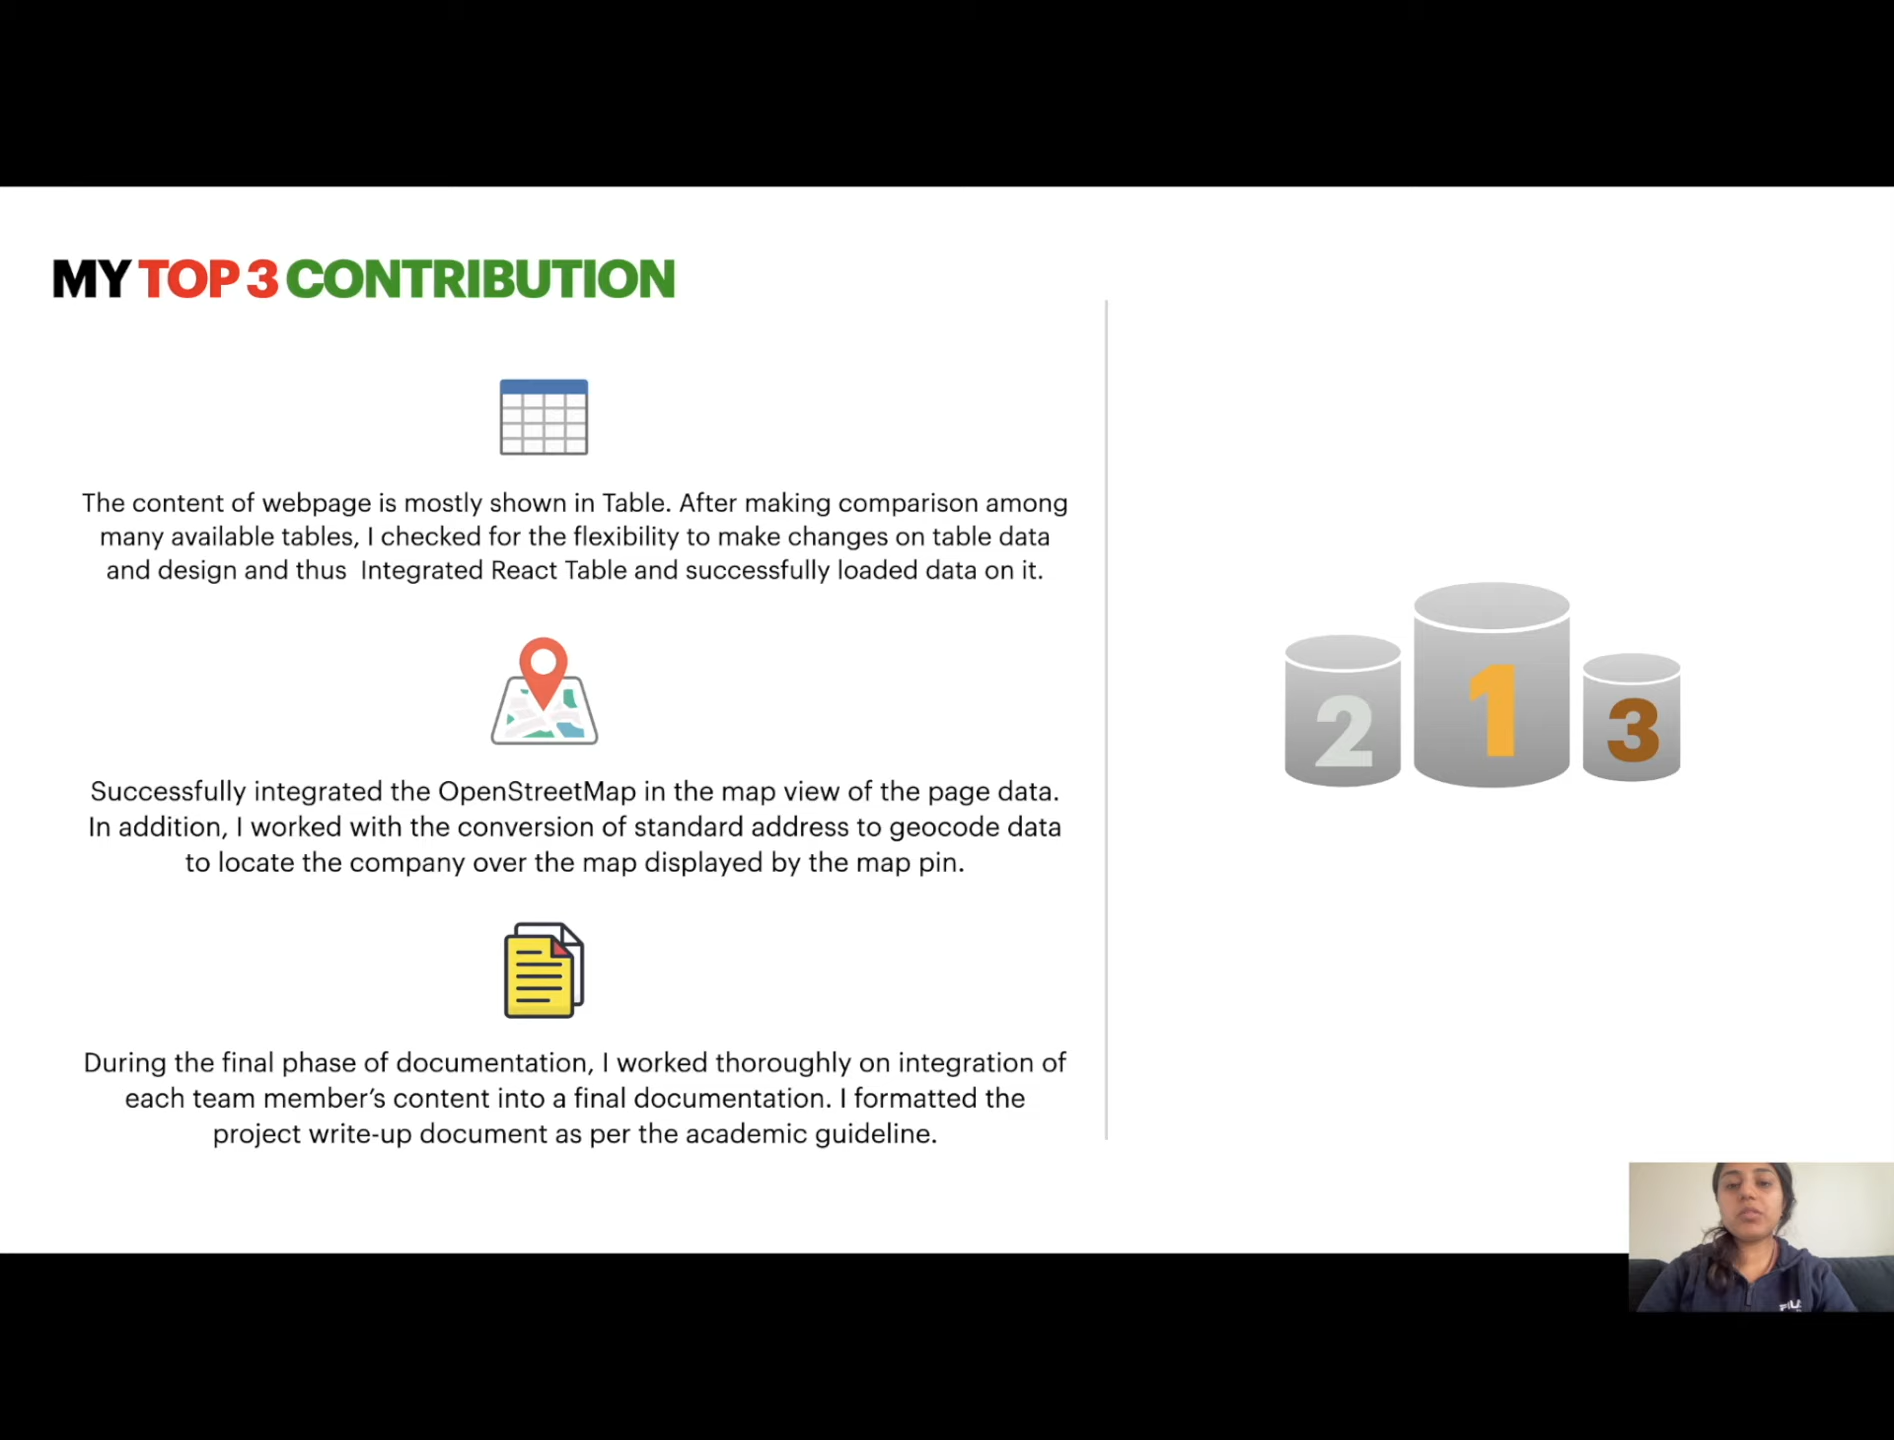 MY TOP 3 CONTRIBUTION
The content of webpage is mostly shown in Table. After making comparison among
many available tables, I checked for the flexibility to make changes on table data
and design and thus  Integrated React Table and successfully loaded data on it.
Successfully integrated the OpenStreetMap in the map view of the page data.
In addition, I worked with the conversion of standard address to geocode data
to locate the company over the map displayed by the map pin.
During the final phase of documentation, I worked thoroughly on integration of
each team member’s content into a final documentation. I formatted the
project write-up document as per the academic guideline.
2 1 3
FILA